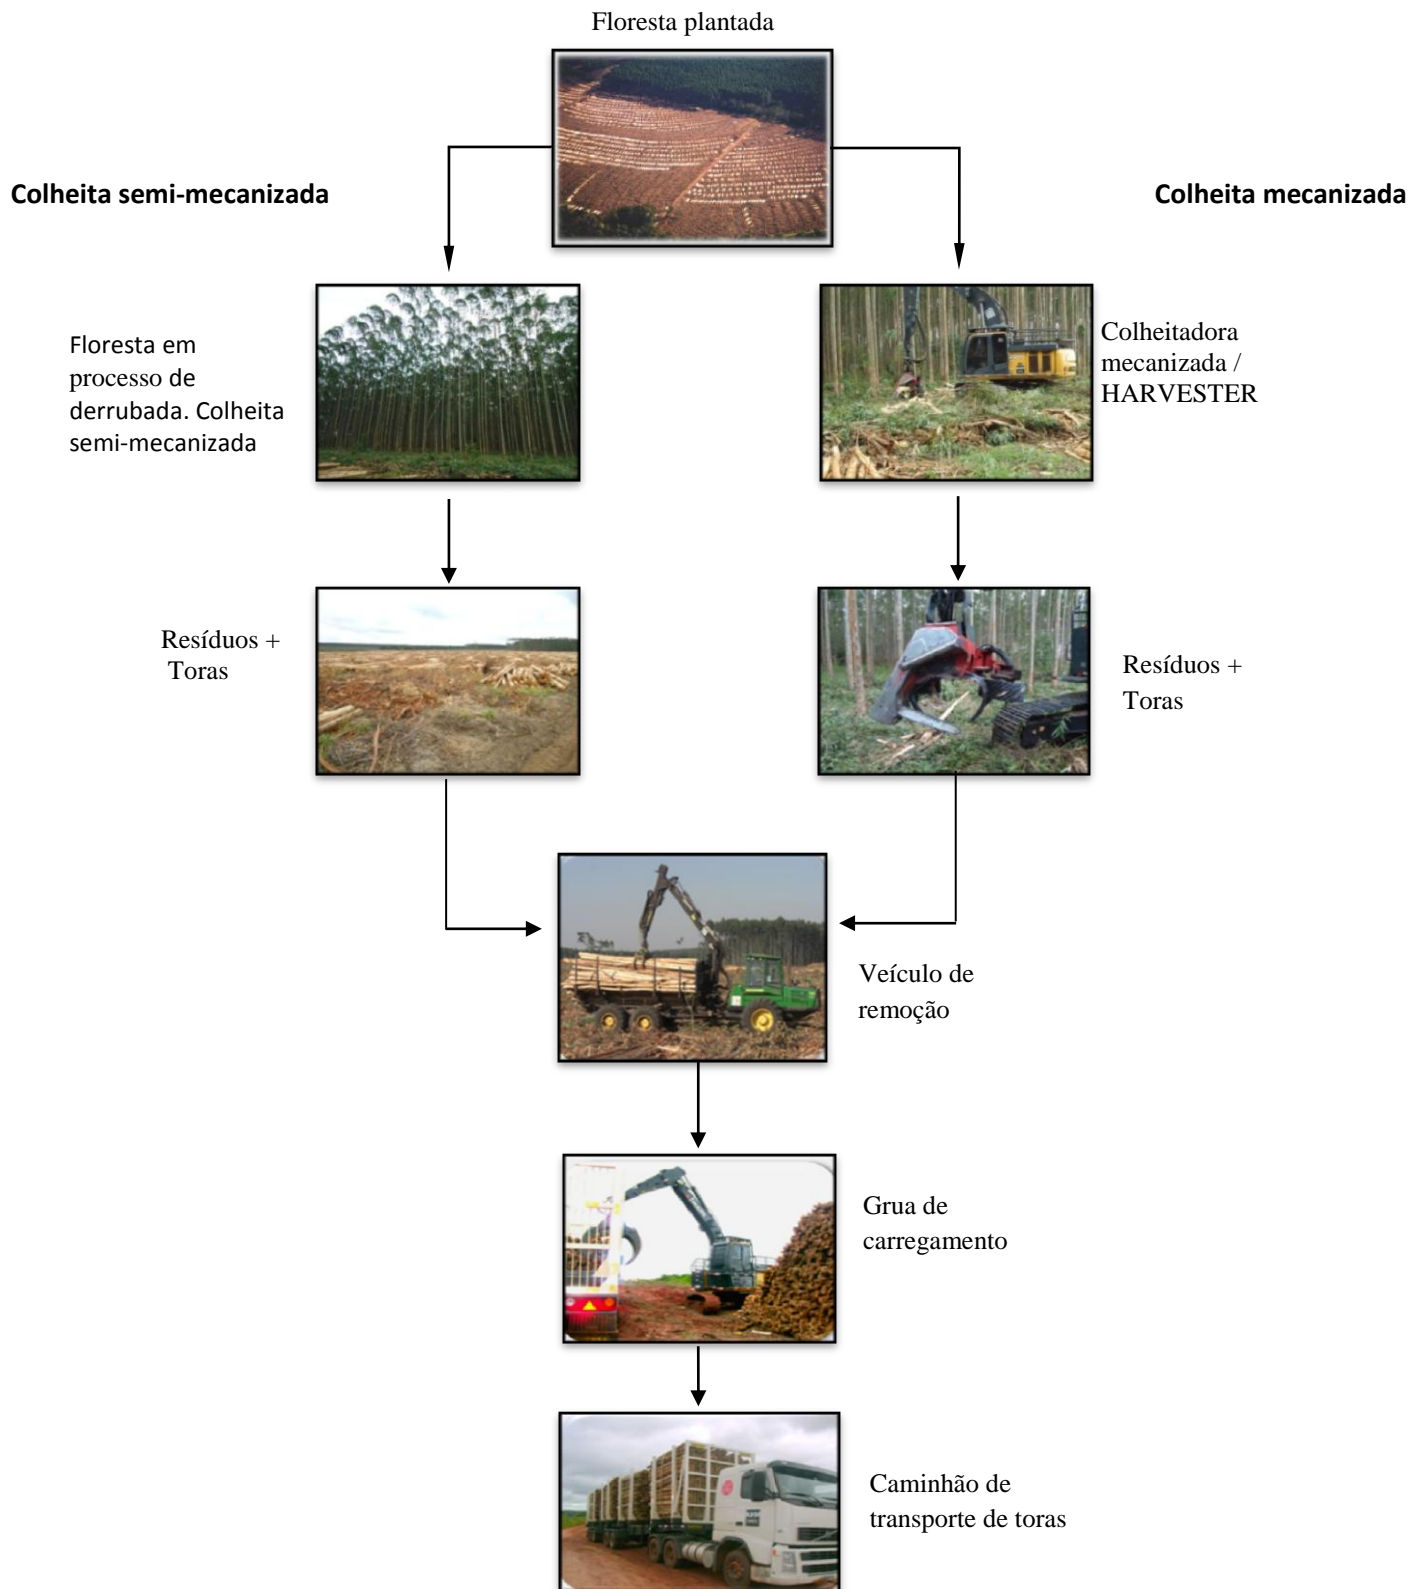 Floresta plantada
Colheita semi-mecanizada
Colheita mecanizada
Floresta em
processo de
derrubada. Colheita
semi-mecanizada
Colheitadora
mecanizada /
HARVESTER
Resíduos +
Toras
Resíduos +
Toras
Veículo de
remoção
Grua de
carregamento
Caminhão de
transporte de toras